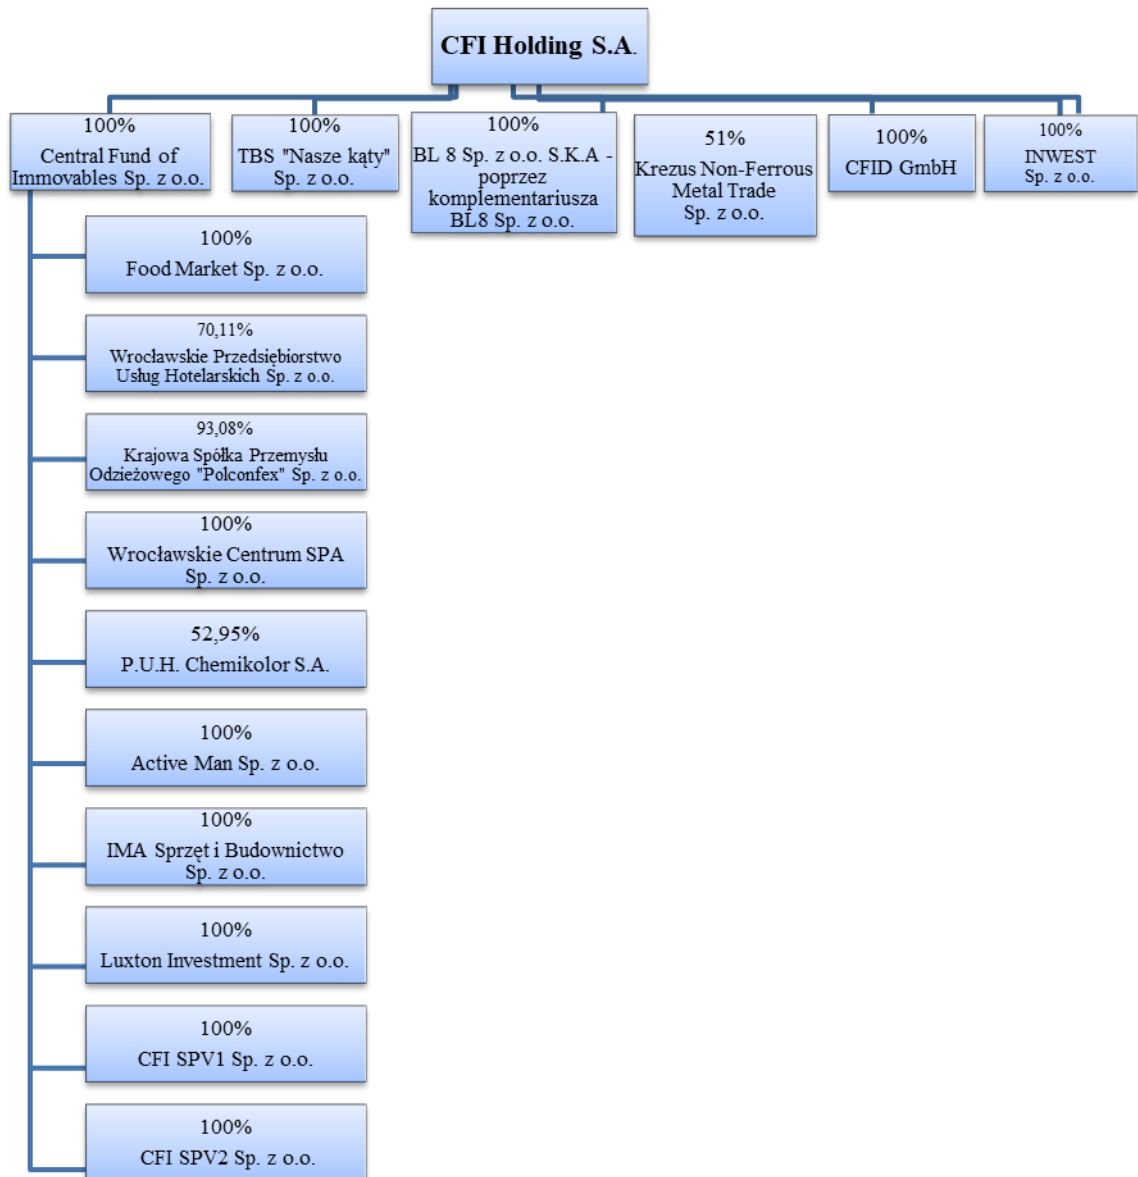 CFI Holding S.A.
100%
Central Fund of
Immovables Sp. z o.o.
100%
TBS "Nasze kąty"
Sp. z o.o.
100%
BL 8 Sp. z o.o. S.K.A -
poprzez
komplementariusza
BL8 Sp. z o.o.
51%
Krezus Non-Ferrous
Metal Trade
Sp. z o.o.
100%
CFID GmbH
100%
INWEST
Sp. z o.o.
100%
Food Market Sp. z o.o.
70,11%
Wrocławskie Przedsiębiorstwo
Usług Hotelarskich Sp. z o.o.
93,08%
Krajowa Spółka Przemysłu
Odzieżowego "Polconfex" Sp. z o.o.
100%
Wrocławskie Centrum SPA
Sp. z o.o.
52,95%
P.U.H. Chemikolor S.A.
100%
Active Man Sp. z o.o.
100%
IMA Sprzęt i Budownictwo
Sp. z o.o.
100%
Luxton Investment Sp. z o.o.
100%
CFI SPV1 Sp. z o.o.
100%
CFI SPV2 Sp. z o.o.